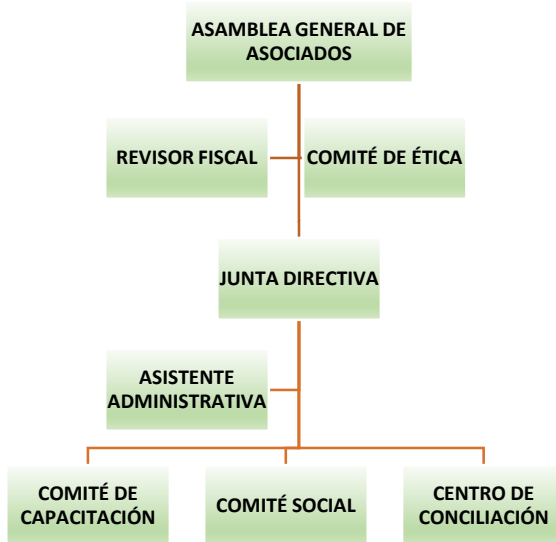 ASAMBLEA GENERAL DE
ASOCIADOS
REVISOR FISCAL
COMITÉ DE ÉTICA
JUNTA DIRECTIVA
ASISTENTE
ADMINISTRATIVA
COMITÉ DE
CAPACITACIÓN
COMITÉ SOCIAL
CENTRO DE
CONCILIACIÓN